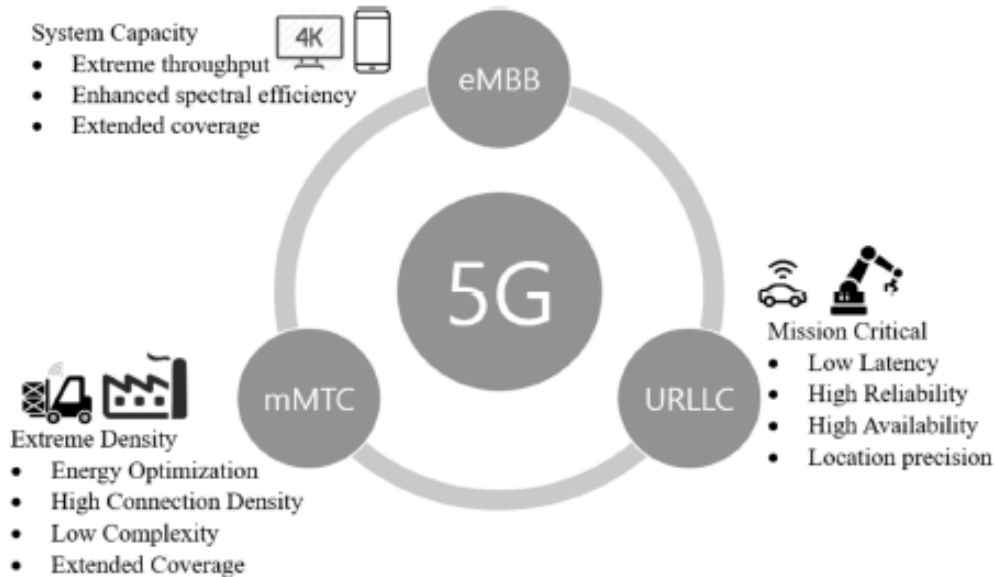 System Capacity
4K
• Extreme throughput
• Enhanced spectral efficiency
• Extended coverage
eMBB
5G
mMTC
URLLC
Mission Critical
• Low Latency
• High Reliability
• High Availability
• Location precision
Extreme Density
• Energy Optimization
• High Connection Density
• Low Complexity
• Extended Coverage